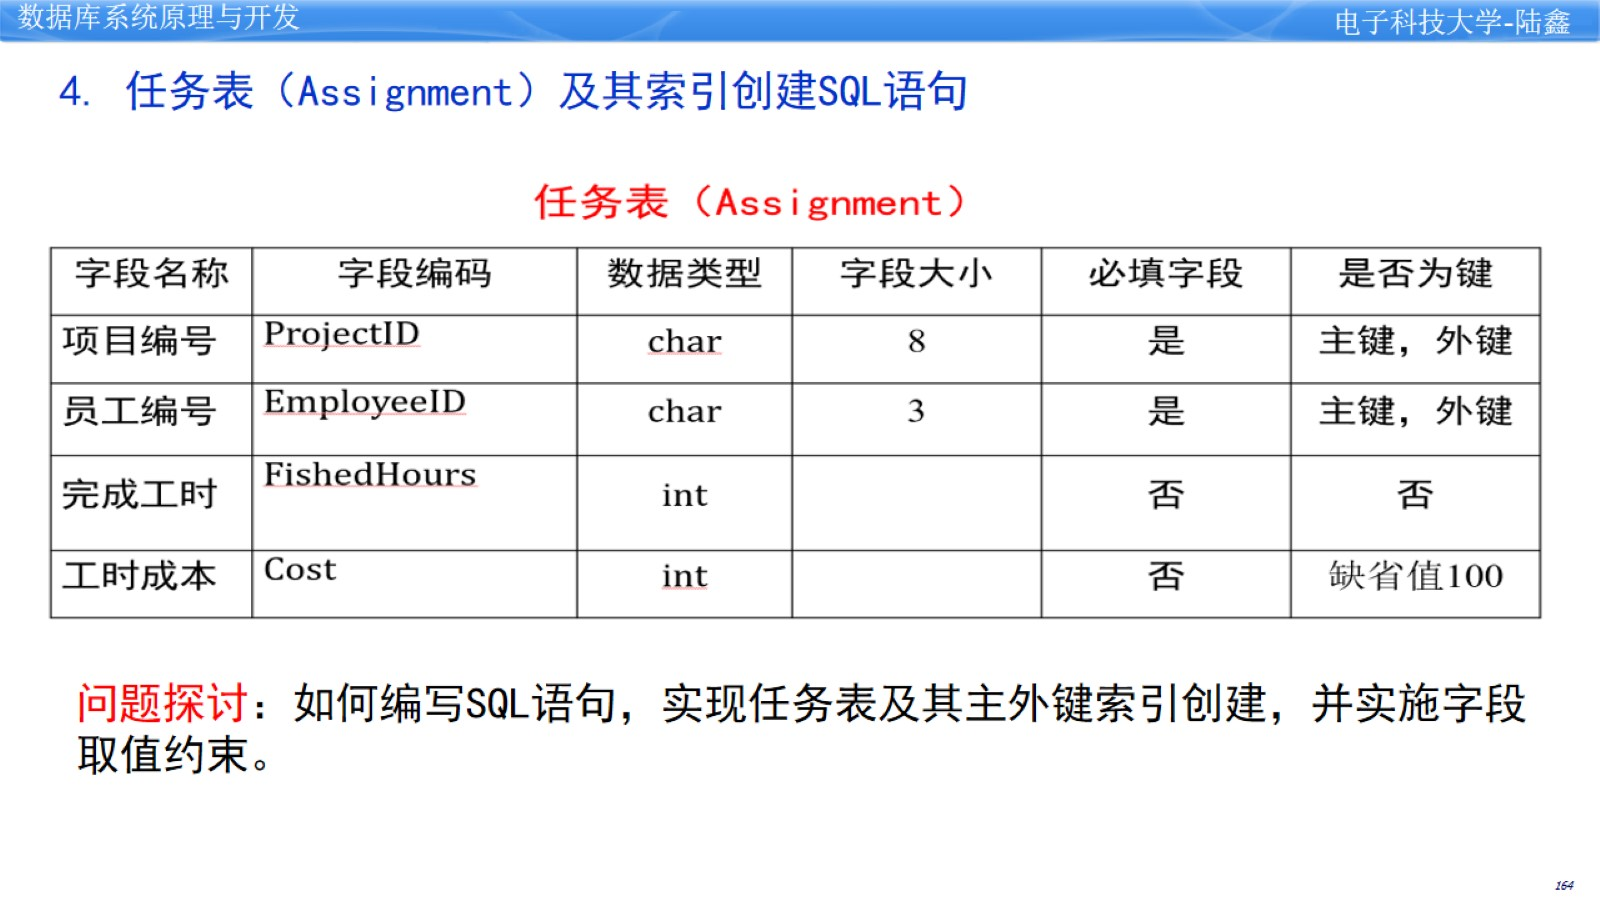 数据库系统原理与开发
电子科技大学-陆鑫
4. 任务表（Assignment）及其索引创建SQL语句
任务表（Assignment）
字段名称 字段编码 数据类型 字段大小 必填字段 是否为键
项目编号 ProjectID char 8 是 主键，外键
员工编号 EmployeeID char 3 是 主键，外键
完成工时 FishedHours int 否 否
工时成本 Cost int 否 缺省值100
问题探讨：如何编写SQL语句，实现任务表及其主外键索引创建，并实施字段
取值约束。
164